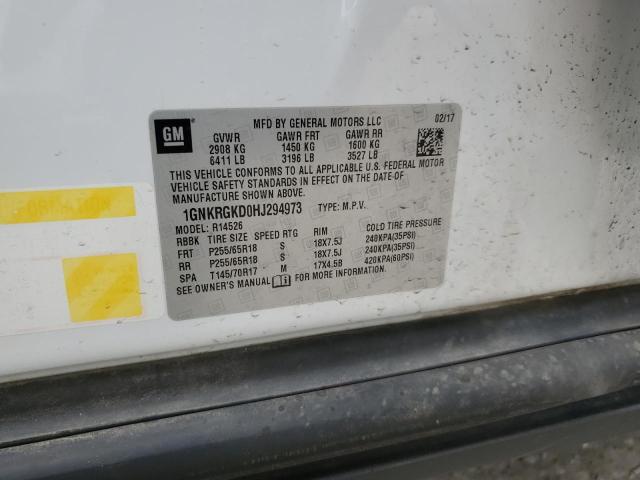 GM
MFD BY GENERAL MOTORS LLC
02/17
GVWR GAWR FRT GAWR RR
2908 KG 1450 KG 1600 KG
6411 LB 3196 LB 3527 LB
THIS VEHICLE CONFORMS TO ALL APPLICABLE U.S. FEDERAL MOTOR
VEHICLE SAFETY STANDARDS IN EFFECT ON THE DATE OF
MANUFACTURE SHOWN ABOVE.
1GNKRGKD0HJ294973 TYPE: M.P.V.
MODEL: R14526
RBBK TIRE SIZE SPEED RTG RIM COLD TIRE PRESSURE
FRT P255/65R18 S 18X7.5J 240KPA(35PSI)
RR P255/65R18 S 18X7.5J 240KPA(35PSI)
SPA T145/70R17 M 17X4.5B 420KPA(60PSI)
SEE OWNER'S MANUAL FOR MORE INFORMATION.